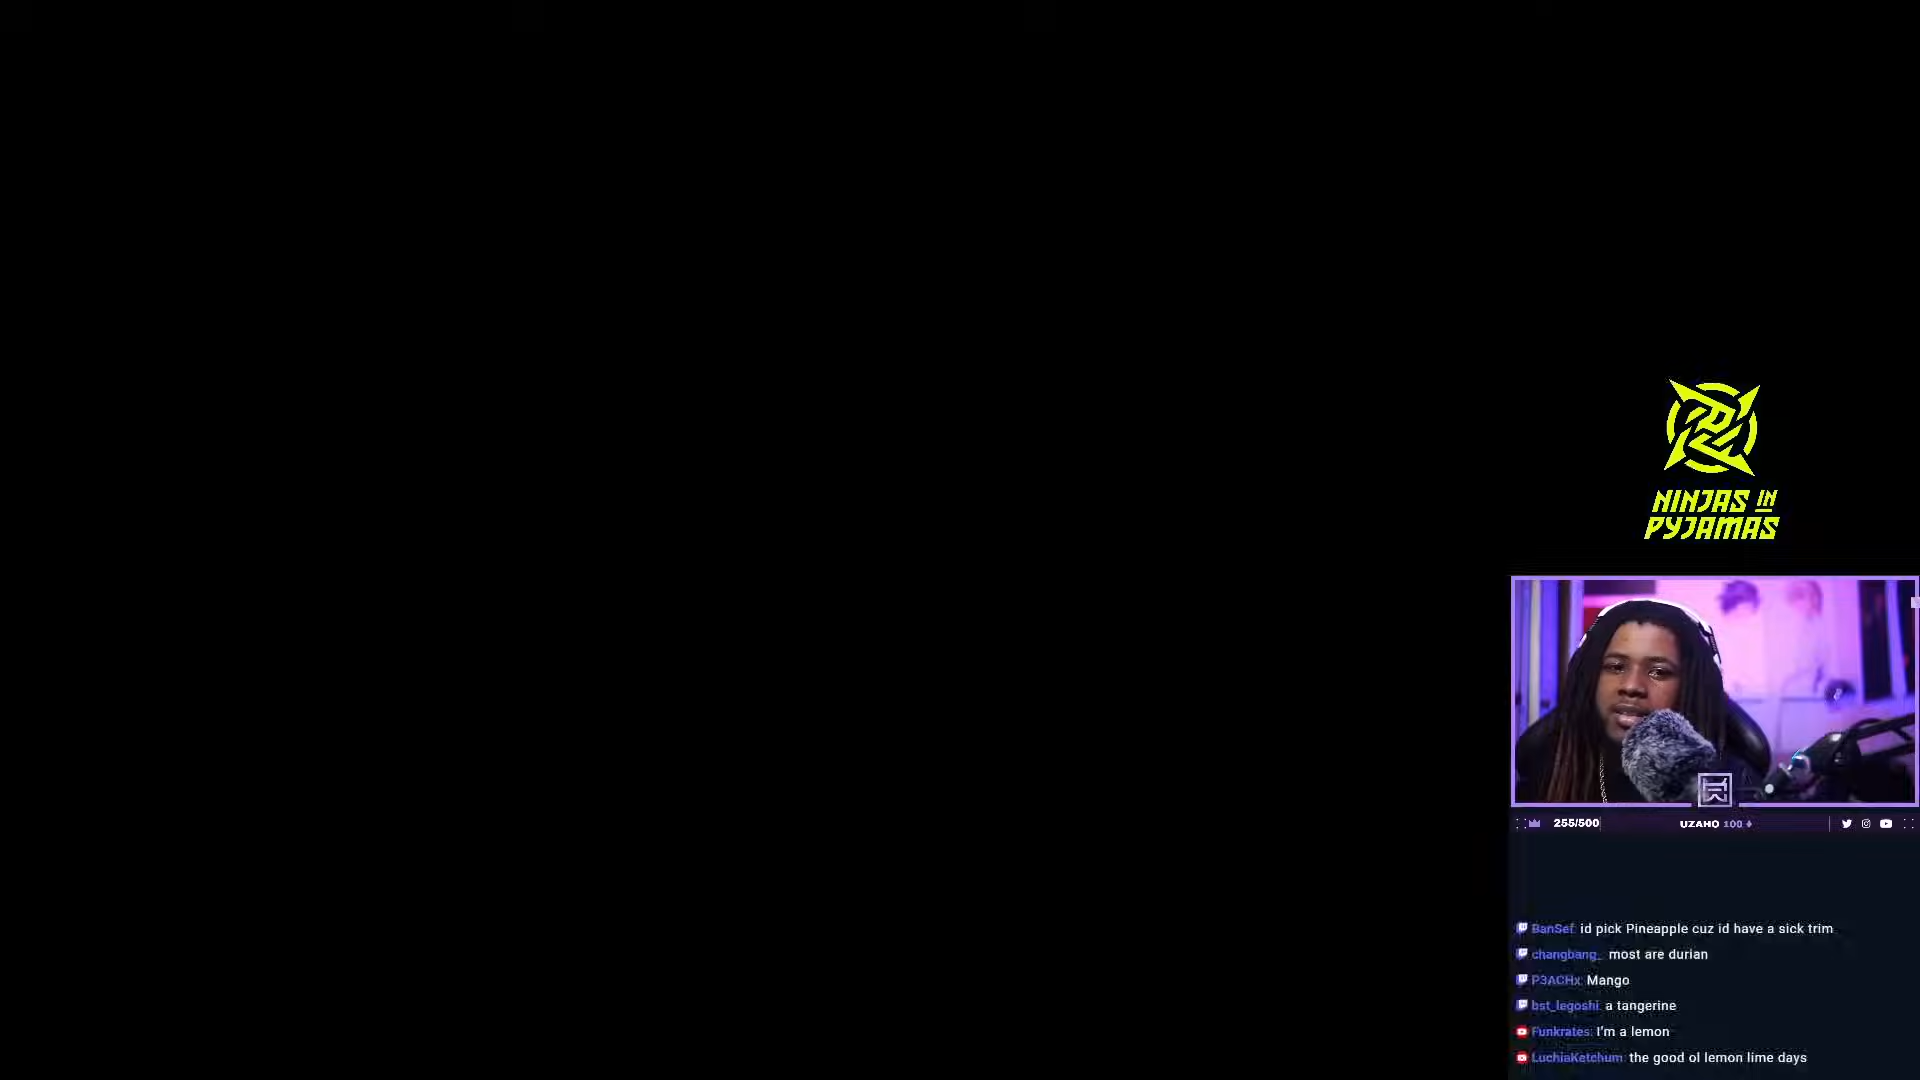 NINJAS IN
PYJAMAS
255/500
UZAHO 100
BanSef: id pick Pineapple cuz id have a sick trim
changbang_: most are durian
P3ACHx: Mango
bst_legoshi: a tangerine
Funkrates: I'm a lemon
LuchiaKetchum: the good ol lemon lime days